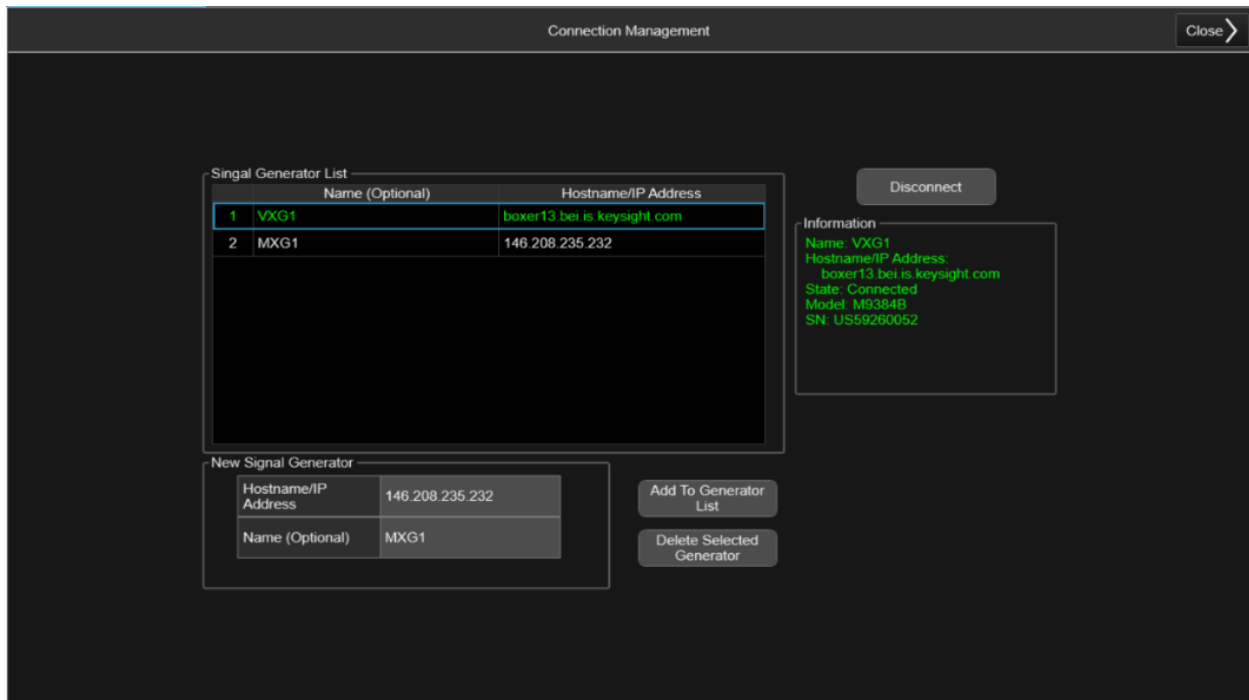 Connection Management
Close
Singal Generator List
Name (Optional) Hostname/IP Address
1 VXG1 boxer13.bei.is.keysight.com
2 MXG1 146.208.235.232
Disconnect
Information
Name: VXG1
Hostname/IP Address:
boxer13.bei.is.keysight.com
State: Connected
Model: M9384B
SN: US59260052
New Signal Generator
Hostname/IP
Address
146.208.235.232
Name (Optional) MXG1
Add To Generator
List
Delete Selected
Generator